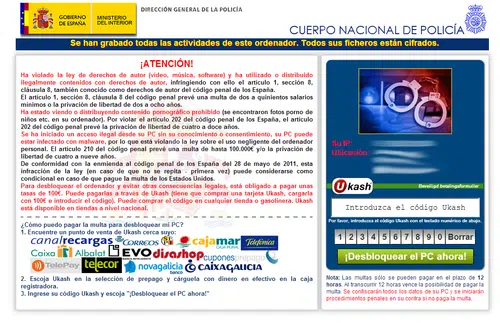 GOBIERNO
DE ESPAÑA
MINISTERIO
DEL INTERIOR
DIRECCIÓN GENERAL DE LA POLICÍA
CUERPO NACIONAL DE POLICÍA
Se han grabado todas las actividades de este ordenador. Todos sus ficheros están cifrados.
¡ATENCIÓN!
Ha violado la ley de derechos de autor (vídeo, música, software) y ha utilizado o distribuido
ilegalmente contenidos con derechos de autor, infringiendo con ello el artículo 1, sección 8,
cláusula 8, también conocido como derechos de autor del código penal de los España.
El artículo 1, sección 8, cláusula 8 del código penal prevé una multa de dos a quinientos salarios
mínimos o la privación de libertad de dos a ocho años.
Ha estado viendo o distribuyendo contenido pornográfico prohibido (se encontraron fotos porno de
niños etc. en su ordenador). Por violar el artículo 202 del código penal de los España, el artículo
202 del código penal prevé la privación de libertad de cuatro a doce años.
Se ha iniciado un acceso ilegal desde su PC sin su conocimiento o consentimiento, su PC puede
estar infectado con malware, por lo que está violando la ley sobre el uso negligente del ordenador
personal. El artículo 210 del código penal prevé una multa de hasta 100.000€ y/o la privación de
libertad de cuatro a nueve años.
De conformidad con la enmienda al código penal de los España del 28 de mayo de 2011, esta
infracción de la ley (en caso de que no se repita - primera vez) puede considerarse como
condicional en caso de que pague la multa de los Estados Unidos.
Para desbloquear el ordenador y evitar otras consecuencias legales, está obligado a pagar unas
tasas de 100€. Puede pagarlas a través de Ukash (tiene que comprar una tarjeta Ukash, cargarla
con 100€ e introducir el código). Puede comprar el código en cualquier tienda o gasolinera. Ukash
está disponible en tiendas a nivel nacional.
¿Cómo puedo pagar la multa para desbloquear mi PC?
1. Encuentre un punto de venta de Ukash cerca suyo:
canalrecargas CORREOS cajamar Telefónica
Caixa Albalat EVO disashop correos
TelePay telecor novagalicia banco CAIXAGALICIA
2. Escoja Ukash en la selección de prepago y cárguela con dinero en efectivo en la caja
registradora.
3. Ingrese su código Ukash y escoja "¡Desbloquear el PC ahora!"
Su IP:
Ubicación
Ukash
Beveiligd betalingsformulier
Introduzca el código Ukash
Por favor, introduzca el código Ukash con el teclado numérico de abajo.
1 2 3 4 5 6 7 8 9 0 Borrar
¡Desbloquear el PC ahora!
Nota: Las multas sólo se pueden pagar en el plazo de 12
horas. Al transcurrir 12 horas vence la posibilidad de pagar la
multa. Se confiscarán todos los datos de su PC y se iniciarán
procedimientos penales en su contra si no paga la multa.